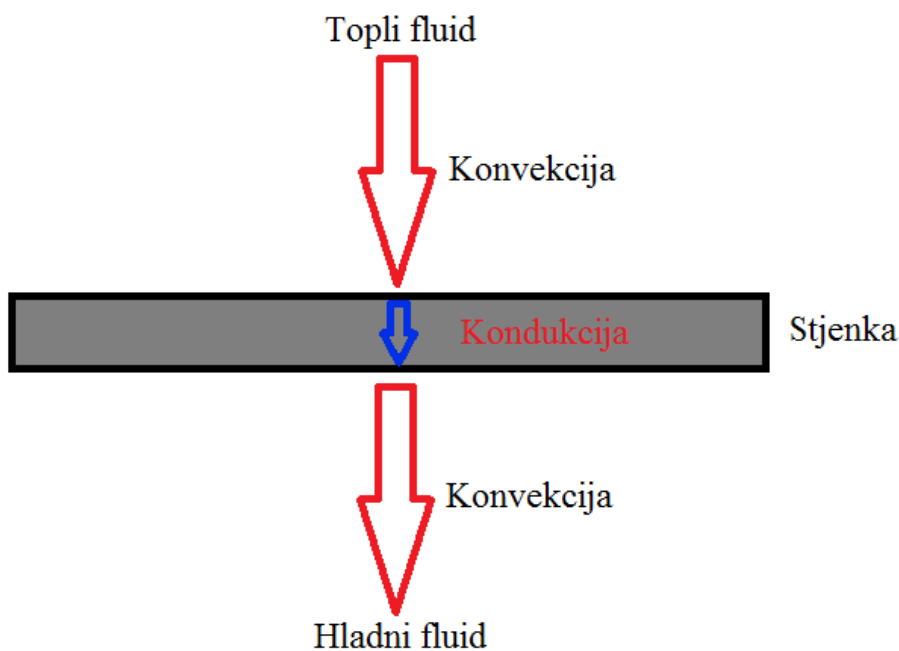 Topli fluid
Konvekcija
Kondukcija
Stjenka
Konvekcija
Hladni fluid